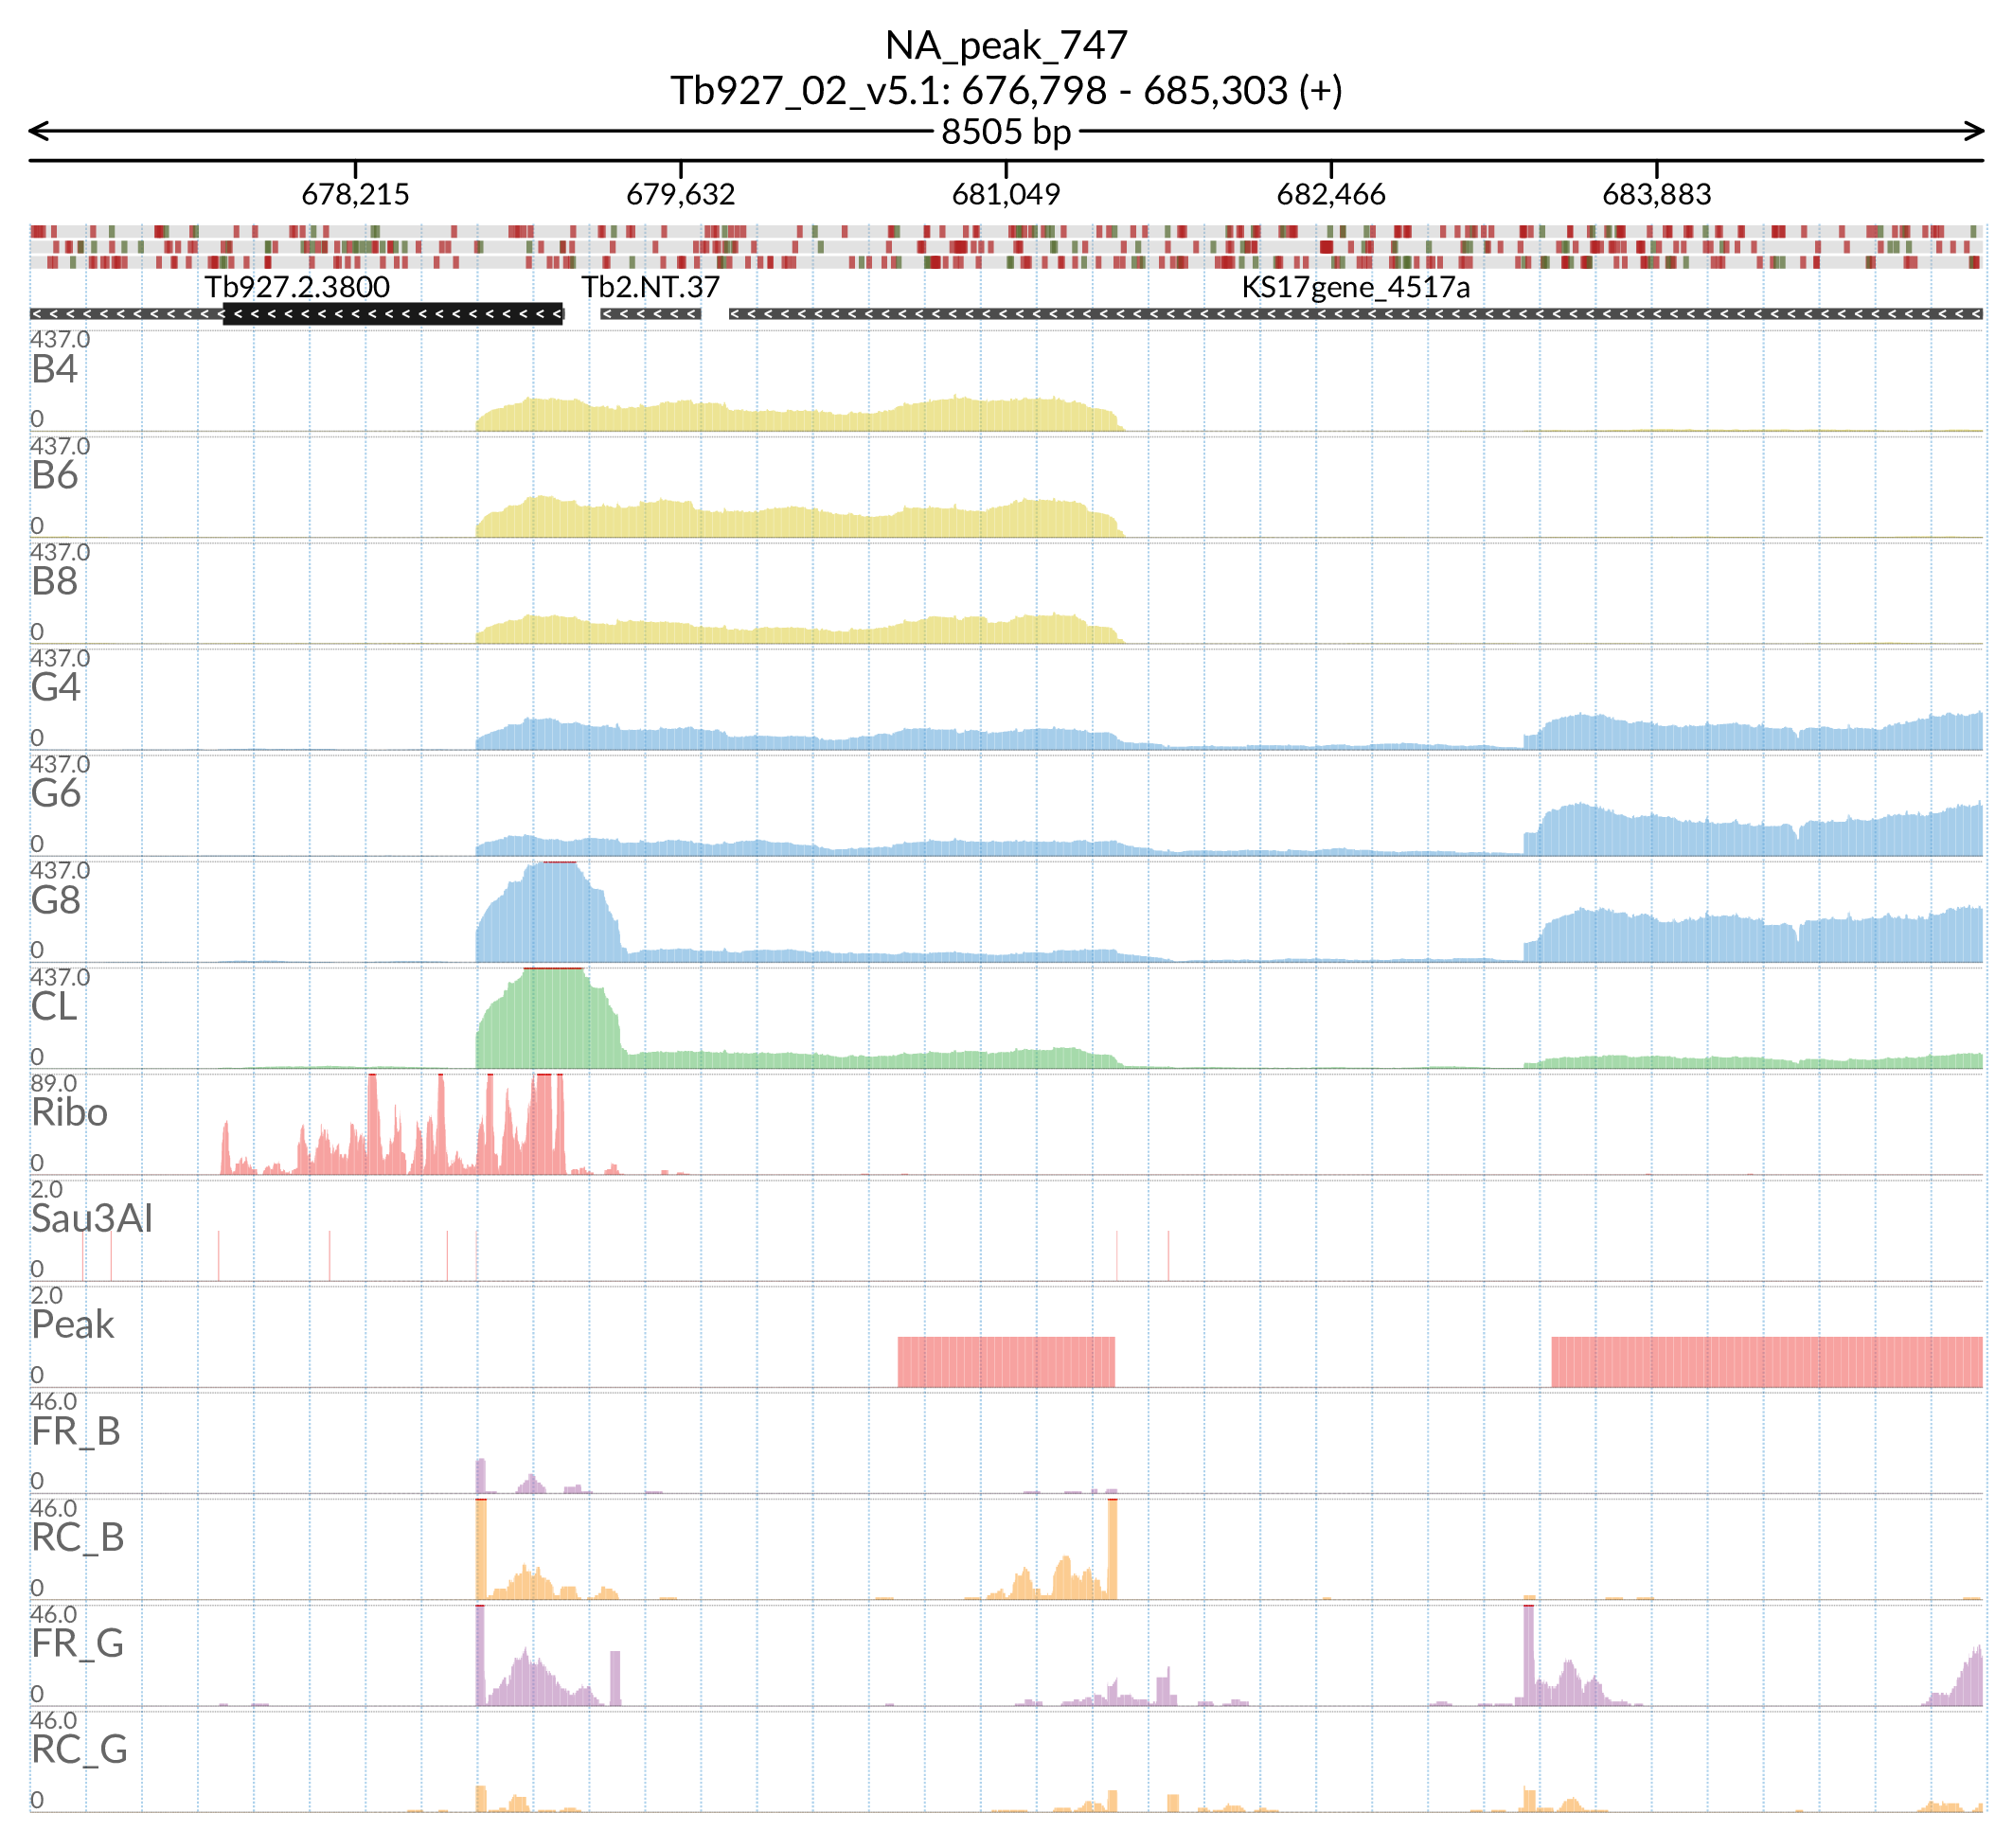 NA_peak_747
Tb927_02_v5.1: 676,798 - 685,303 (+)
8505 bp
678,215 679,632 681,049 682,466 683,883
Tb927.2.3800 Tb2.NT.37 KS17gene_4517a
437.0
B4
0
437.0
B6
0
437.0
B8
0
437.0
G4
0
437.0
G6
0
437.0
G8
0
437.0
CL
0
89.0
Ribo
0
2.0
Sau3AI
0
2.0
Peak
0
46.0
FR_B
0
46.0
RC_B
0
46.0
FR_G
0
46.0
RC_G
0